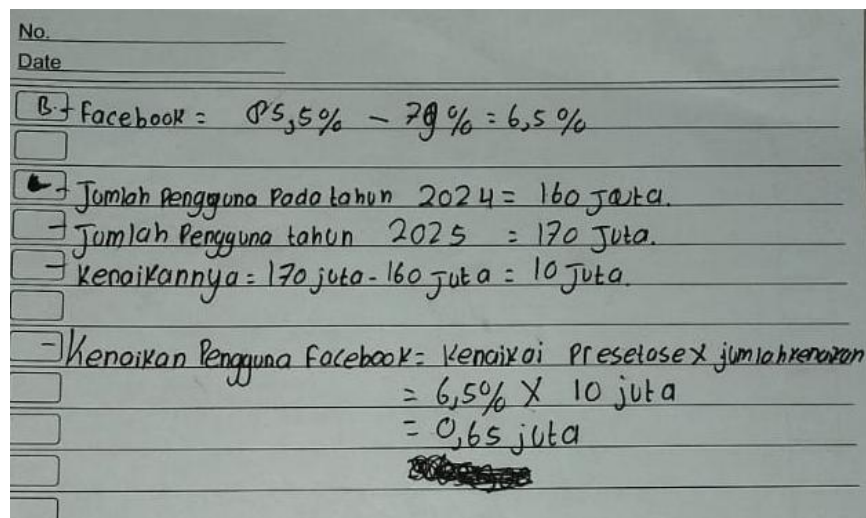 No.
Date
B. + Facebook = 85,5% - 79% = 6,5%
- Jumlah Pengguna Pada tahun 2024 = 160 Juta.
- Jumlah Pengguna tahun 2025 = 170 Juta.
- Kenaikannya = 170 juta - 160 Juta = 10 Juta.
- Kenaikan Pengguna Facebook = Kenaikai Presetase X jumlah kenaikan
= 6,5% X 10 juta
= 0,65 juta